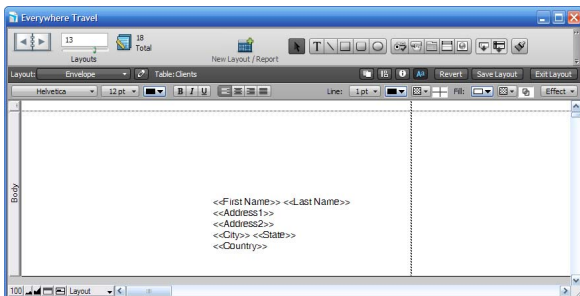 Everywhere Travel
13
Layouts
18
Total
New Layout / Report
Layout: Envelope Table: Clients Revert Save Layout Exit Layout
Helvetica 12 pt B I U Line: 1 pt Fill: Effect
Body
<<First Name>> <<Last Name>>
<<Address1>>
<<Address2>>
<<City>> <<State>>
<<Country>>
100 Layout